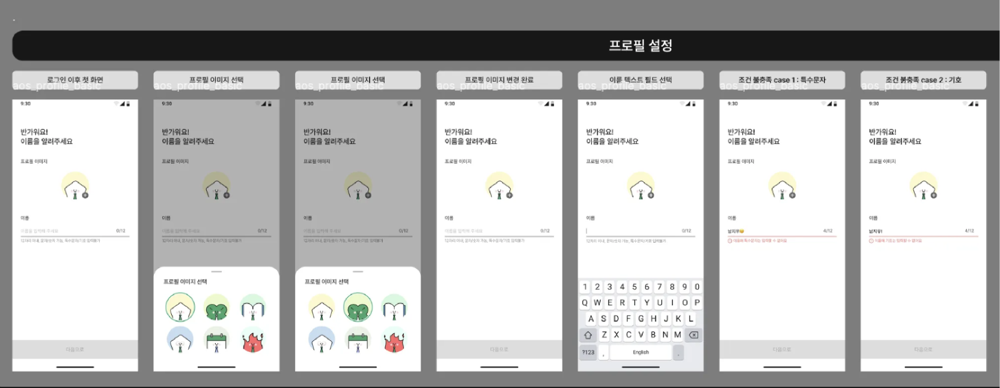 프로필 설정
로그인 이후 첫 화면
aos_profile_basic
9:30
반가워요!
이름을 알려주세요
프로필 이미지
이름
이름을 입력해 주세요
0/12
12자리 이내, 문자/숫자 가능, 특수문자/기호 입력불가
다음으로
프로필 이미지 선택
aos_profile_basic
9:30
반가워요!
이름을 알려주세요
프로필 이미지
이름
이름을 입력해 주세요
0/12
12자리 이내, 문자/숫자 가능, 특수문자/기호 입력불가
프로필 이미지 선택
프로필 이미지 선택
aos_profile_basic
9:30
반가워요!
이름을 알려주세요
프로필 이미지
이름
이름을 입력해 주세요
0/12
12자리 이내, 문자/숫자 가능, 특수문자/기호 입력불가
프로필 이미지 선택
프로필 이미지 변경 완료
aos_profile_basic
9:30
반가워요!
이름을 알려주세요
프로필 이미지
이름
이름을 입력해 주세요
0/12
12자리 이내, 문자/숫자 가능, 특수문자/기호 입력불가
다음으로
이름 텍스트 필드 선택
aos_profile_basic
9:30
반가워요!
이름을 알려주세요
프로필 이미지
이름
0/12
12자리 이내, 문자/숫자 가능, 특수문자/기호 입력불가
1 2 3 4 5 6 7 8 9 0
Q W E R T Y U I O P
A S D F G H J K L
Z X C V B N M
?123 , English .
조건 불충족 case 1 : 특수문자
aos_profile_basic
9:30
반가워요!
이름을 알려주세요
프로필 이미지
이름
남지우😀
4/12
이름에 특수문자는 입력할 수 없어요
다음으로
조건 불충족 case 2 : 기호
aos_profile_basic
9:30
반가워요!
이름을 알려주세요
프로필 이미지
이름
남지우!
4/12
이름에 기호는 입력할 수 없어요
다음으로